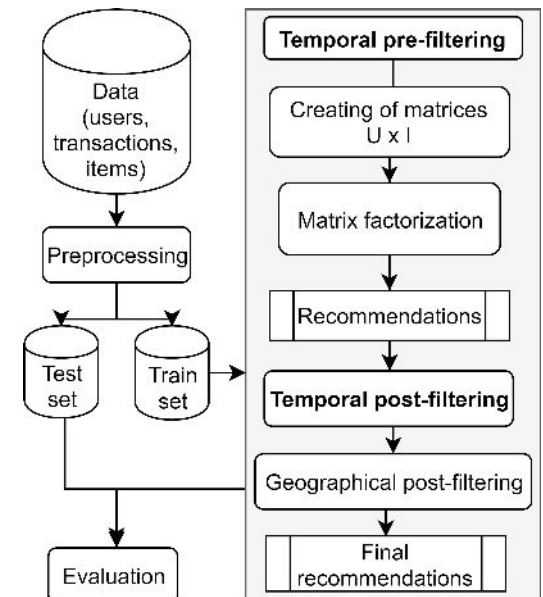 Data
(users,
transactions,
items)
Preprocessing
Test
set
Train
set
Evaluation
Temporal pre-filtering
Creating of matrices
U x I
Matrix factorization
Recommendations
Temporal post-filtering
Geographical post-filtering
Final
recommendations